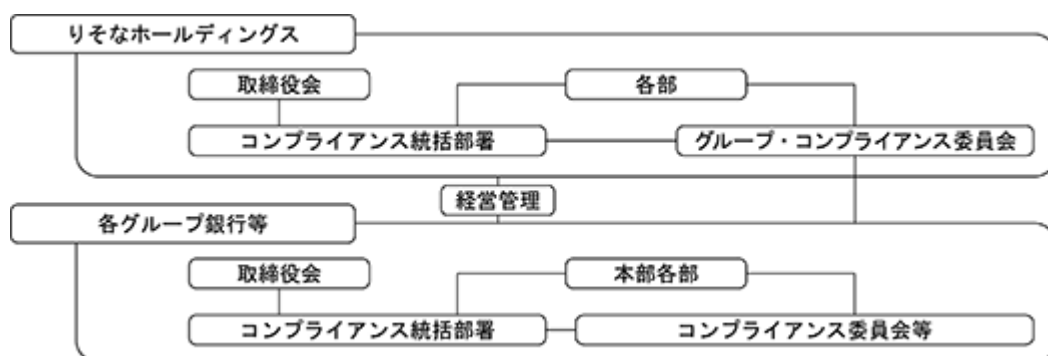 りそなホールディングス
取締役会
各部
コンプライアンス統括部署
グループ・コンプライアンス委員会
経営管理
各グループ銀行等
取締役会
本部各部
コンプライアンス統括部署
コンプライアンス委員会等